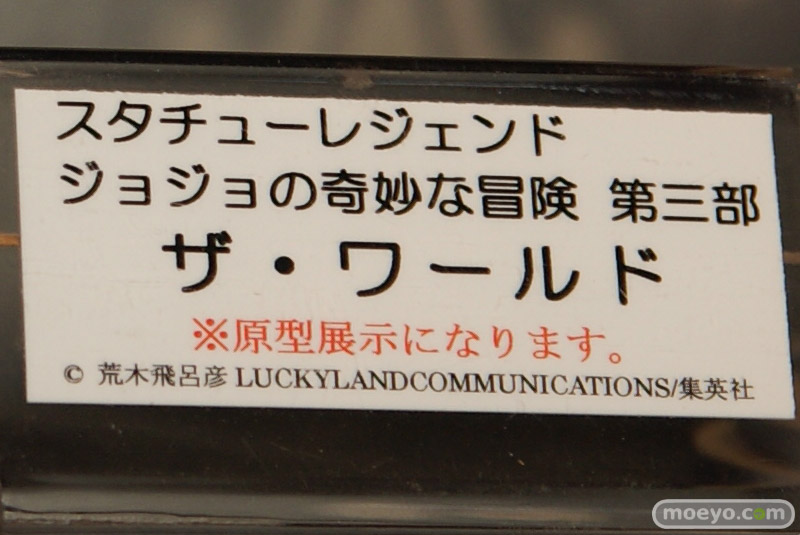 スタチューレジェンド
ジョジョの奇妙な冒険 第三部
ザ・ワールド
※原型展示になります。
© 荒木飛呂彦 LUCKYLANDCOMMUNICATIONS/集英社
moeyo.com